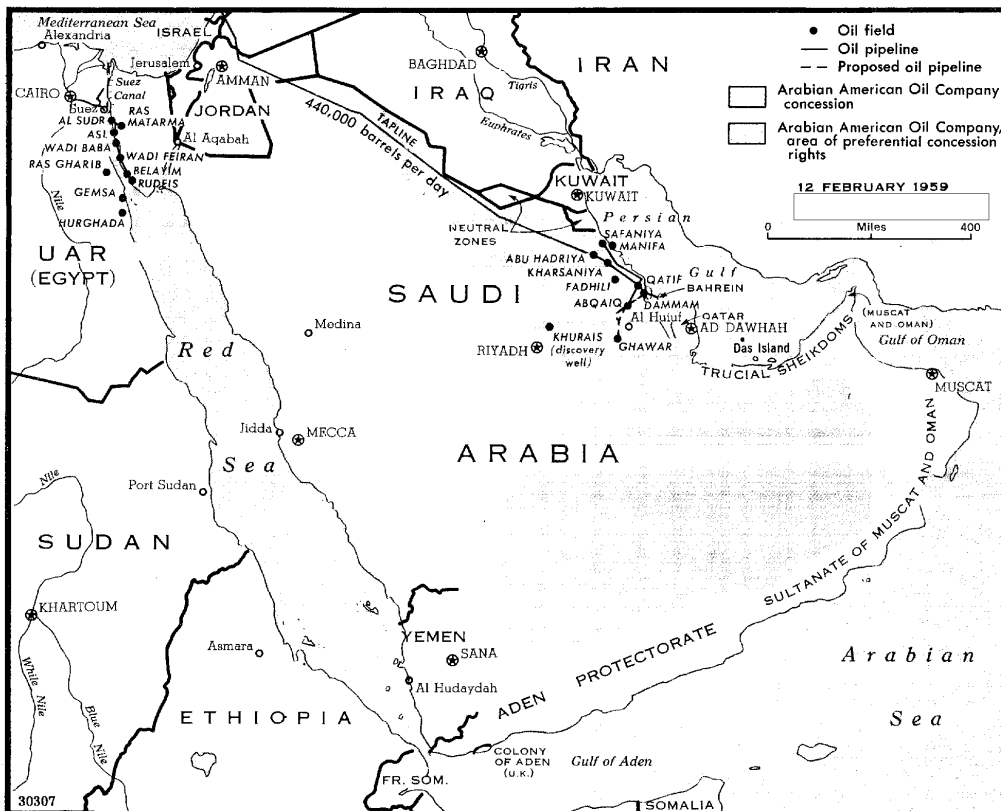 Mediterranean Sea
Alexandria
ISRAEL
Jerusalem
AMMAN
CAIRO
Suez
Canal
Suez
JORDAN
Al Aqabah
AL SUDR
RAS
MATARMA
ASL
WADI BABA
WADI FEIRAN
RAS GHARIB
BELAYIM
RUDEIS
GEMSA
HURGHADA
Nile
UAR
(EGYPT)
BAGHDAD
Tigris
IRAQ
Euphrates
IRAN
TAPLINE
440,000 barrels per day
KUWAIT
KUWAIT
NEUTRAL
ZONES
Persian
Gulf
SAFANIYA
MANIFA
ABU HADRIYA
KHARSANIYA
FADHILI
QATIF
BAHREIN
DAMMAM
ABQAIQ
Al Hufuf
QATAR
AD DAWHAH
Das Island
KHURAIS
(discovery
well)
GHAWAR
RIYADH
TRUCIAL SHEIKDOMS
(MUSCAT
AND OMAN)
Gulf of Oman
MUSCAT
SAUDI
ARABIA
Medina
Red
Sea
Jidda
MECCA
Port Sudan
Nile
SUDAN
KHARTOUM
White
Nile
Blue
Nile
Asmara
ETHIOPIA
YEMEN
SANA
Al Hudaydah
ADEN PROTECTORATE
SULTANATE OF MUSCAT AND OMAN
Arabian
Sea
COLONY
OF ADEN
(U.K.)
Gulf of Aden
FR. SOM.
SOMALIA
30307
Oil field
Oil pipeline
Proposed oil pipeline
Arabian American Oil Company
concession
Arabian American Oil Company,
area of preferential concession
rights
12 FEBRUARY 1959
0 Miles 400